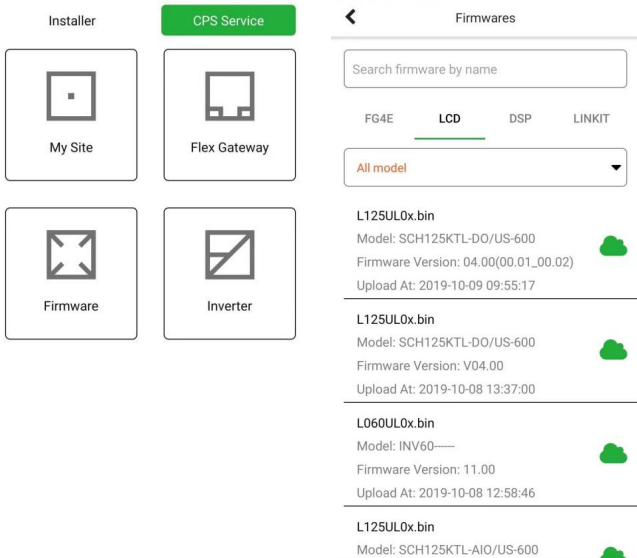 Installer
CPS Service
My Site
Flex Gateway
Firmware
Inverter
Firmwares
Search firmware by name
FG4E
LCD
DSP
LINKIT
All model
L125UL0x.bin
Model: SCH125KTL-DO/US-600
Firmware Version: 04.00(00.01_00.02)
Upload At: 2019-10-09 09:55:17
L125UL0x.bin
Model: SCH125KTL-DO/US-600
Firmware Version: V04.00
Upload At: 2019-10-08 13:37:00
L060UL0x.bin
Model: INV60------
Firmware Version: 11.00
Upload At: 2019-10-08 12:58:46
L125UL0x.bin
Model: SCH125KTL-AIO/US-600